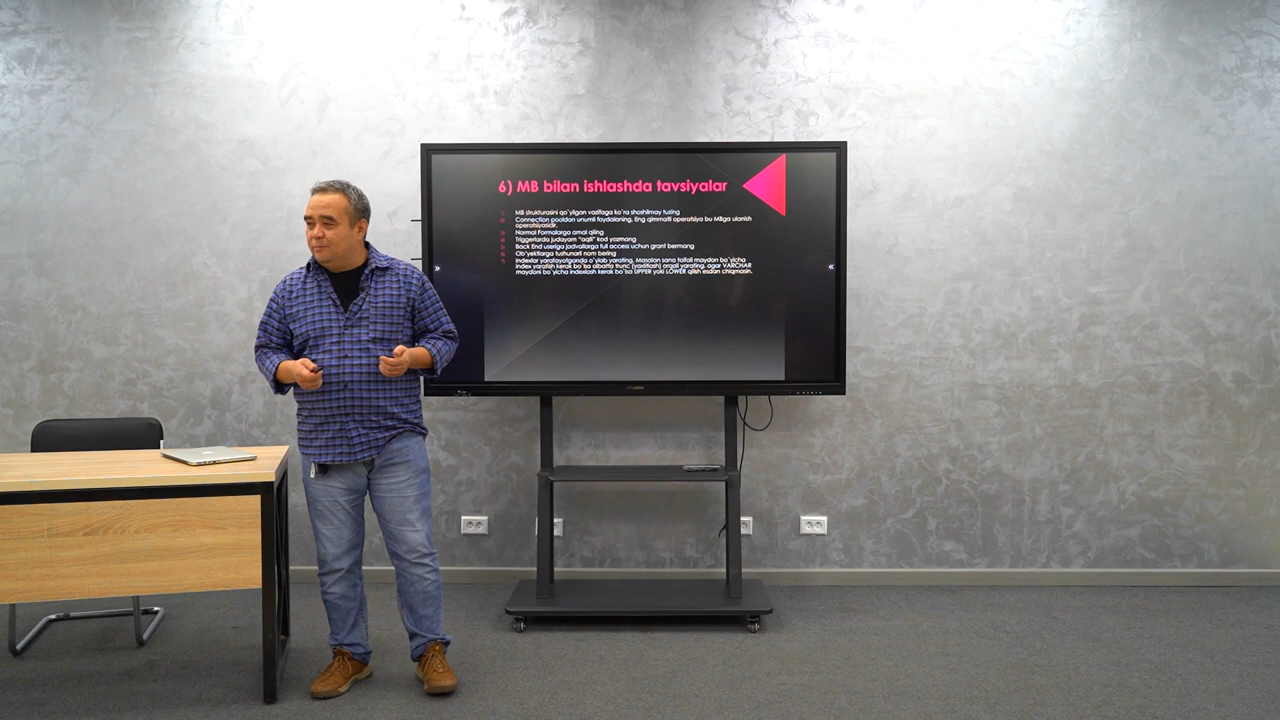 6) MB bilan ishlashda tavsiyalar
MB strukturasini qo`yilgan vazifaga ko`ra shoshilmay tuzing
Connection pooldan unumli foydalaning. Eng qimmatli operatsiya bu MBga ulanish
operatsiyasidir.
Normal Formalarga amal qiling
Triggerlarda judayam "aqlli" kod yozmang
Back End useriga jadvallarga full access uchun grant bermang
Ob'yektlarga tushunarli nom bering
Indexlar yaratayotganda o`ylab yarating. Masalan sana toifali maydon bo`yicha
index yaratish kerak bo`lsa albatta trunc (yaxlitlash) orqali yarating, agar VARCHAR
maydoni bo`yicha indexlash kerak bo`lsa UPPER yoki LOWER qilish esdan chiqmasin.